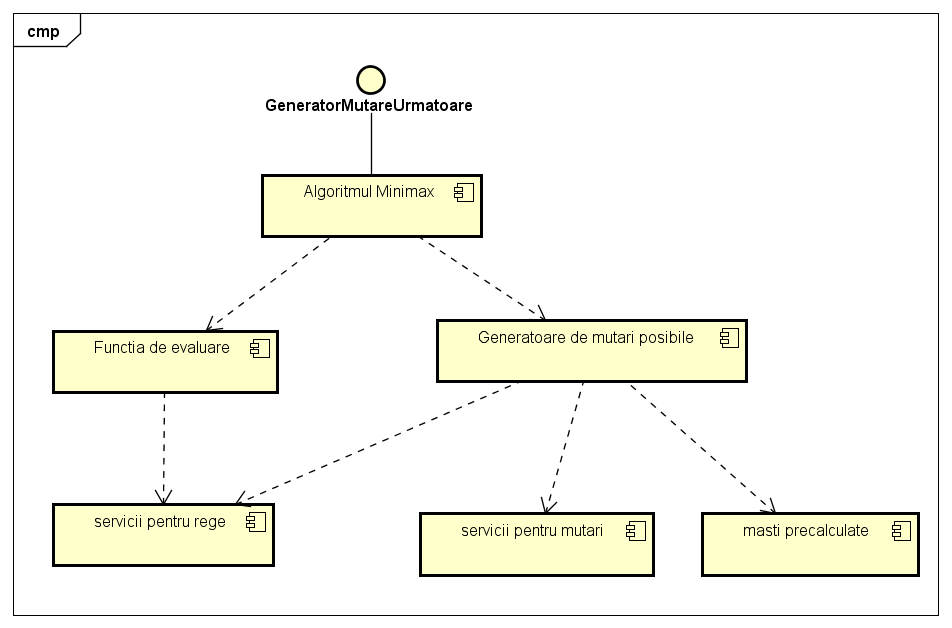 cmp
GeneratorMutareUrmatoare
Algoritmul Minimax
Functia de evaluare
Generatoare de mutari posibile
servicii pentru rege
servicii pentru mutari
masti precalculate